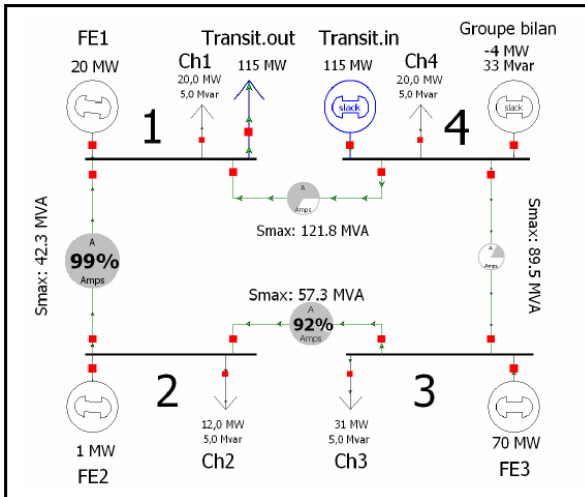 FE1
20 MW
Transit.out
115 MW
Transit.in
115 MW
Groupe bilan
-4 MW
33 Mvar
Ch1
20,0 MW
5,0 Mvar
Ch4
20,0 MW
5,0 Mvar
slack
slack
1
4
A
Amps
Smax: 121.8 MVA
Smax: 42.3 MVA
A
99%
Amps
Smax: 89.5 MVA
A
Amps
Smax: 57.3 MVA
A
92%
Amps
2
3
1 MW
FE2
12,0 MW
5,0 Mvar
Ch2
31 MW
5,0 Mvar
Ch3
70 MW
FE3